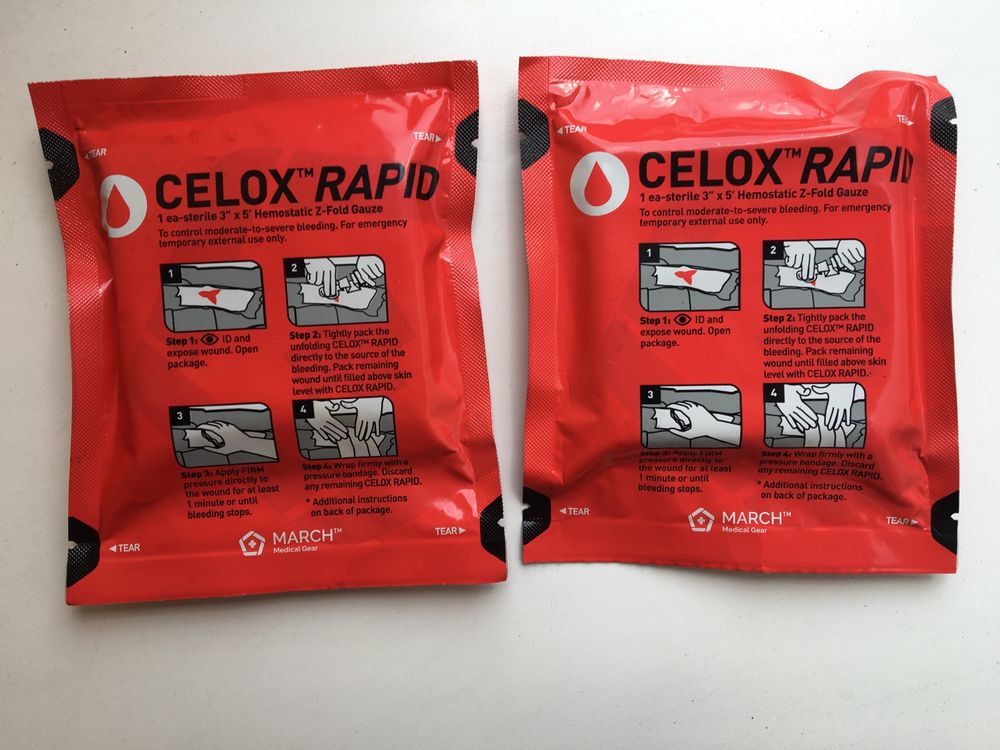 ◄TEAR
TEAR►
CELOX™ RAPID
1 ea-sterile 3" x 5' Hemostatic Z-Fold Gauze
To control moderate-to-severe bleeding. For emergency
temporary external use only.
1
2
Step 1: ID and
expose wound. Open
package.
Step 2: Tightly pack the
unfolding CELOX™ RAPID
directly to the source of the
bleeding. Pack remaining
wound until filled above skin
level with CELOX RAPID.
3
4
Step 3: Apply FIRM
pressure directly to
the wound for at least
1 minute or until
bleeding stops.
Step 4: Wrap firmly with a
pressure bandage. Discard
any remaining CELOX RAPID.
* Additional instructions
on back of package.
◄TEAR
MARCH™
Medical Gear
TEAR►
◄TEAR
TEAR
CELOX™ RAPID
1 ea-sterile 3" x 5' Hemostatic Z-Fold Gauze
To control moderate-to-severe bleeding. For emergency
temporary external use only.
1
2
Step 1: ID and
expose wound. Open
package.
Step 2: Tightly pack the
unfolding CELOX™ RAPID
directly to the source of the
bleeding. Pack remaining
wound until filled above skin
level with CELOX RAPID.
3
4
Step 3: Apply FIRM
pressure directly to
the wound for at least
1 minute or until
bleeding stops.
Step 4: Wrap firmly with a
pressure bandage. Discard
any remaining CELOX RAPID.
* Additional instructions
on back of package.
◄TEAR
MARCH™
Medical Gear
TEAR►